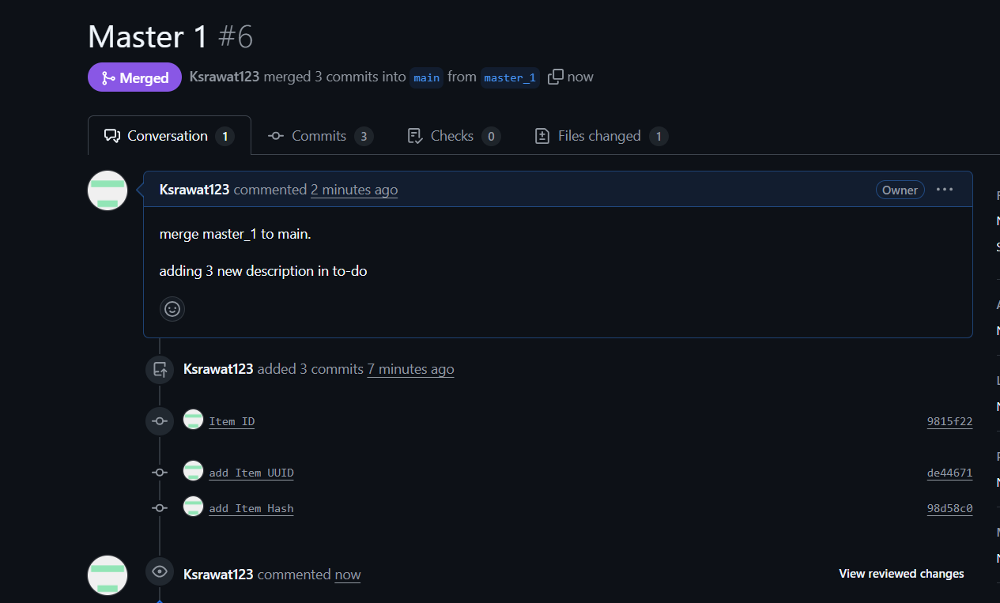 Master 1 #6
Merged Ksrawat123 merged 3 commits into main from master_1 now
Conversation 1 Commits 3 Checks 0 Files changed 1
Ksrawat123 commented 2 minutes ago Owner
merge master_1 to main.
adding 3 new description in to-do
Ksrawat123 added 3 commits 7 minutes ago
Item ID 9815f22
add Item UUID de44671
add Item Hash 98d58c0
Ksrawat123 commented now View reviewed changes